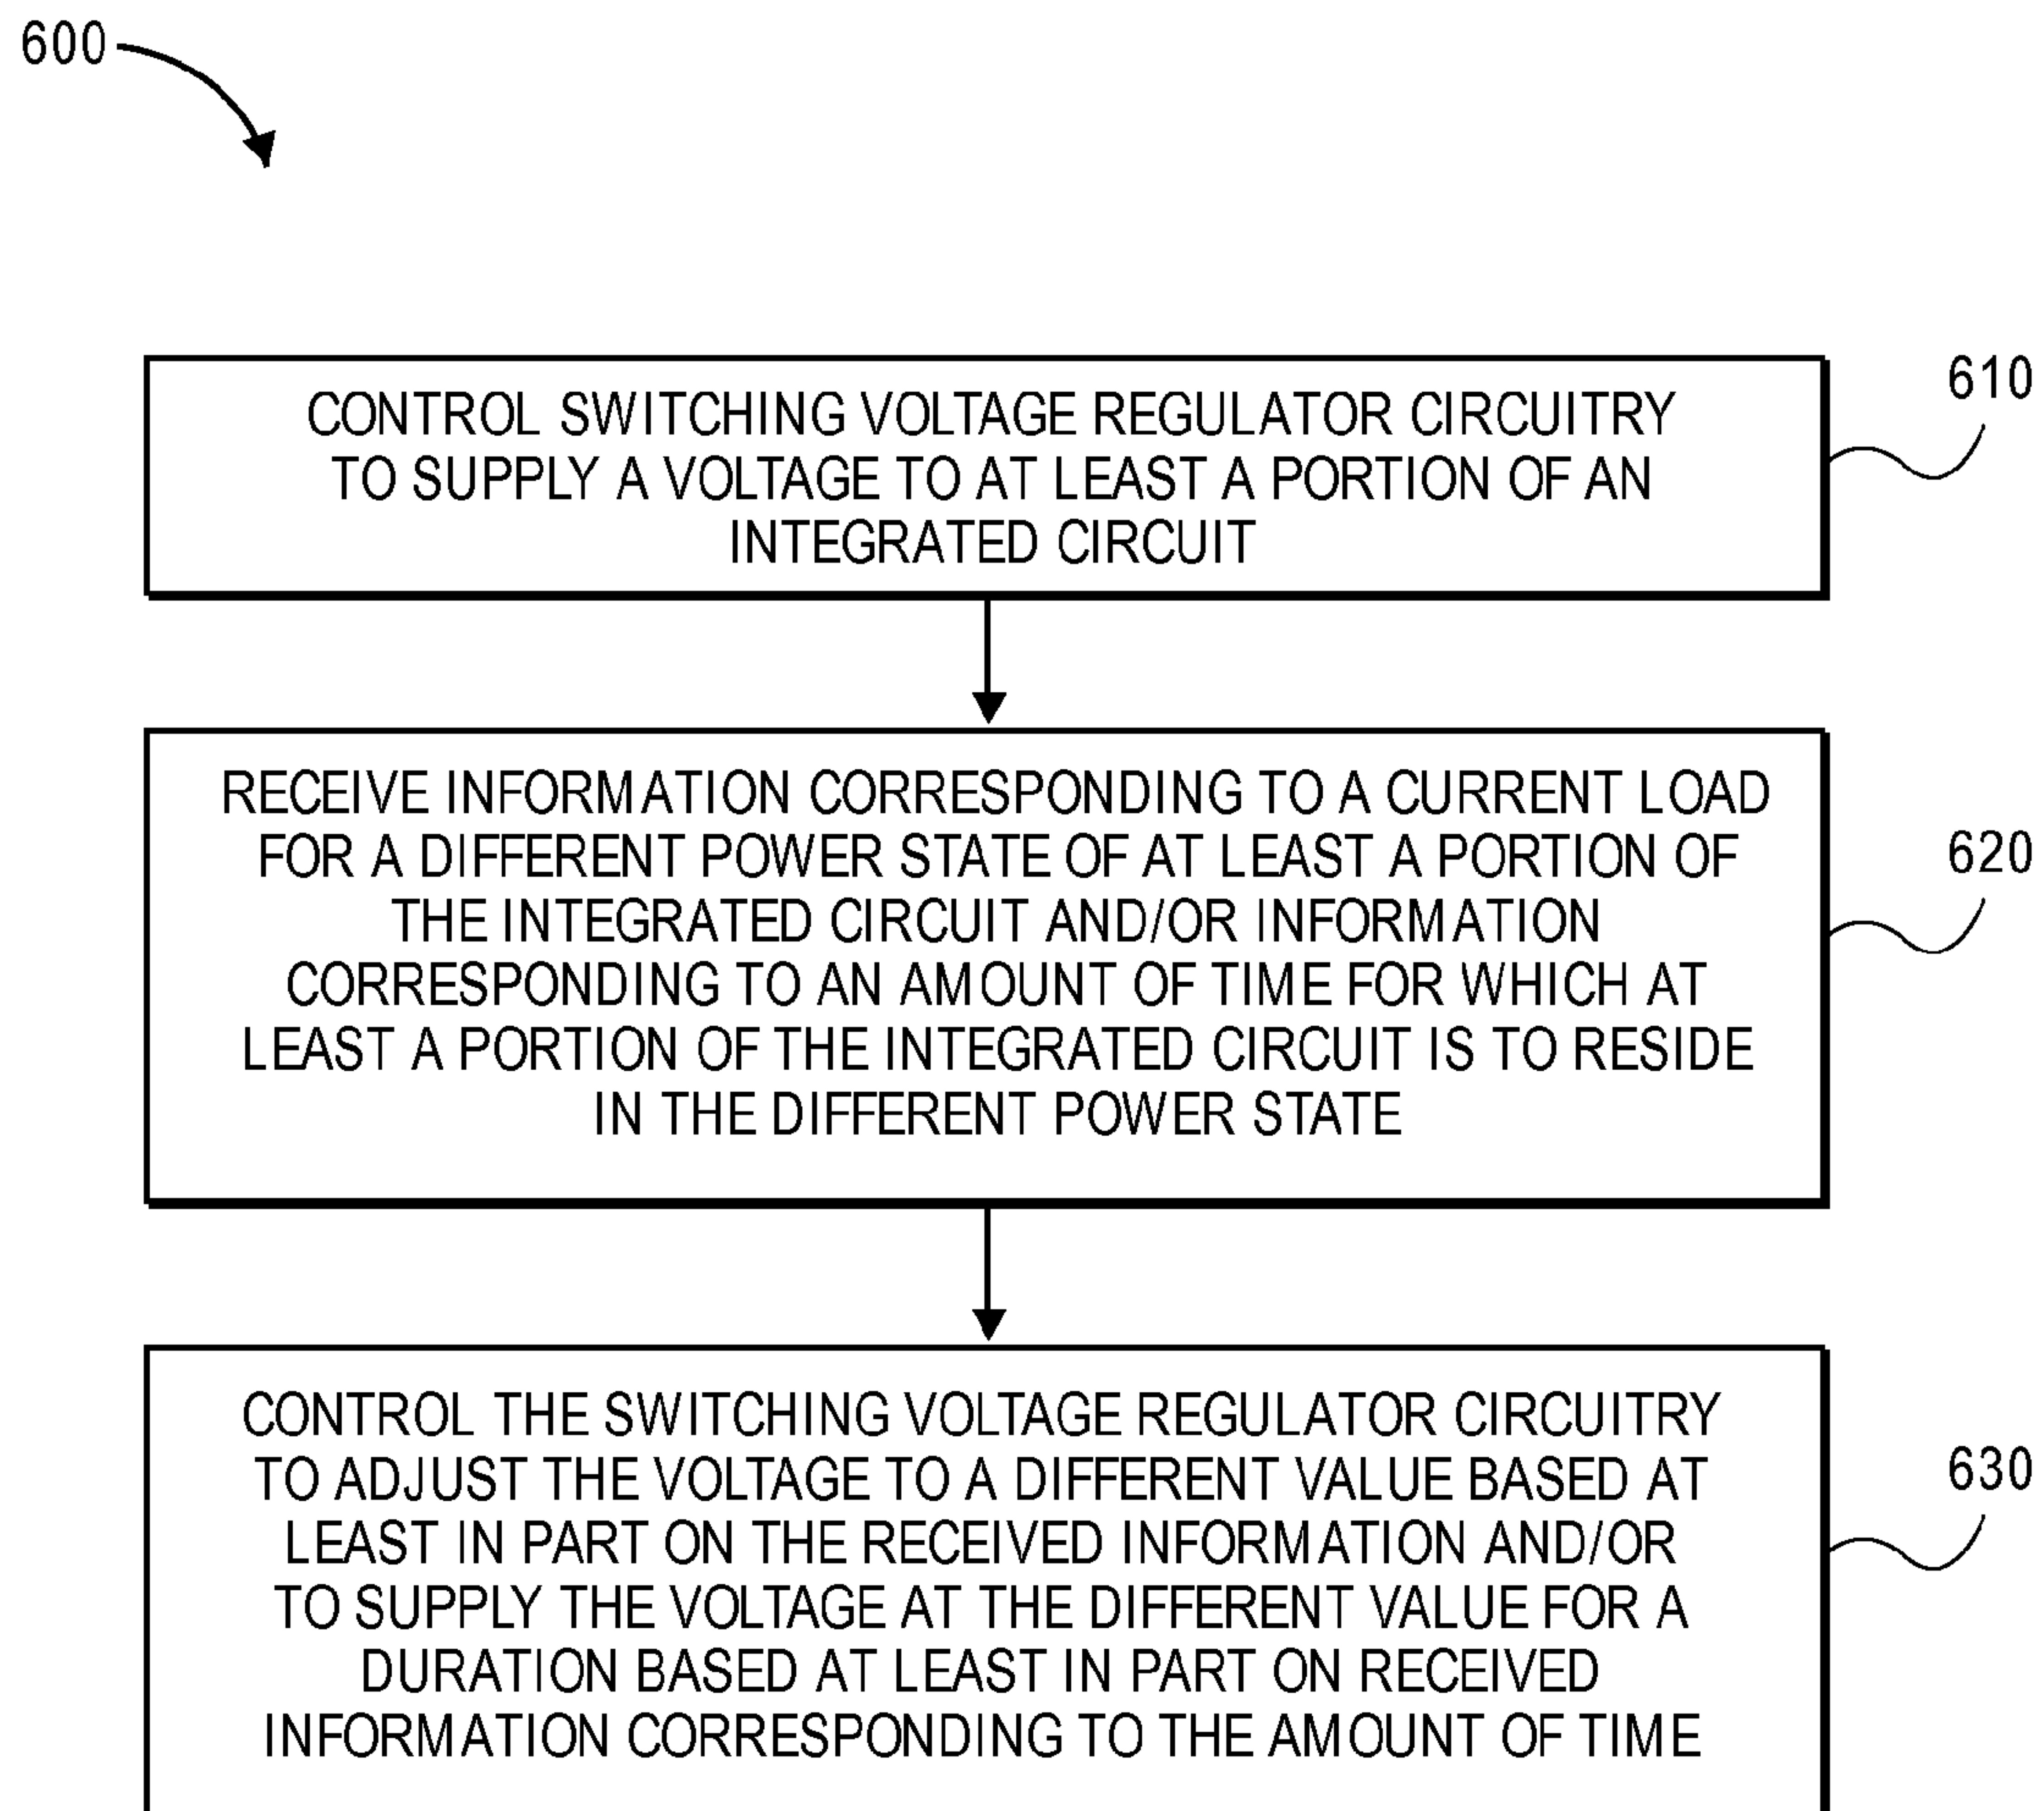 600
610
CONTROL SWITCHING VOLTAGE REGULATOR CIRCUITRY
TO SUPPLY A VOLTAGE TO AT LEAST A PORTION OF AN
INTEGRATED CIRCUIT
620
RECEIVE INFORMATION CORRESPONDING TO A CURRENT LOAD
FOR A DIFFERENT POWER STATE OF AT LEAST A PORTION OF
THE INTEGRATED CIRCUIT AND/OR INFORMATION
CORRESPONDING TO AN AMOUNT OF TIME FOR WHICH AT
LEAST A PORTION OF THE INTEGRATED CIRCUIT IS TO RESIDE
IN THE DIFFERENT POWER STATE
630
CONTROL THE SWITCHING VOLTAGE REGULATOR CIRCUITRY
TO ADJUST THE VOLTAGE TO A DIFFERENT VALUE BASED AT
LEAST IN PART ON THE RECEIVED INFORMATION AND/OR
TO SUPPLY THE VOLTAGE AT THE DIFFERENT VALUE FOR A
DURATION BASED AT LEAST IN PART ON RECEIVED
INFORMATION CORRESPONDING TO THE AMOUNT OF TIME